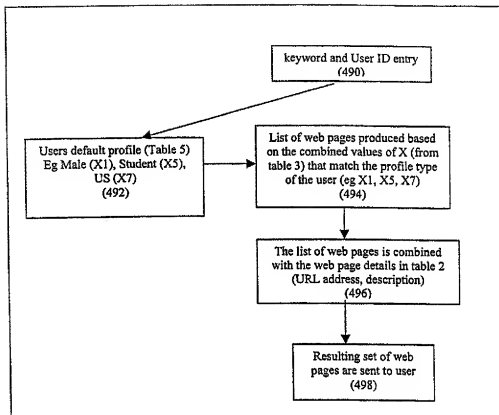 keyword and User ID entry
(490)
Users default profile (Table 5)
Eg Male (X1), Student (X5),
US (X7)
(492)
List of web pages produced based
on the combined values of X (from
table 3) that match the profile type
of the user (eg X1, X5, X7)
(494)
The list of web pages is combined
with the web page details in table 2
(URL address, description)
(496)
Resulting set of web
pages are sent to user
(498)